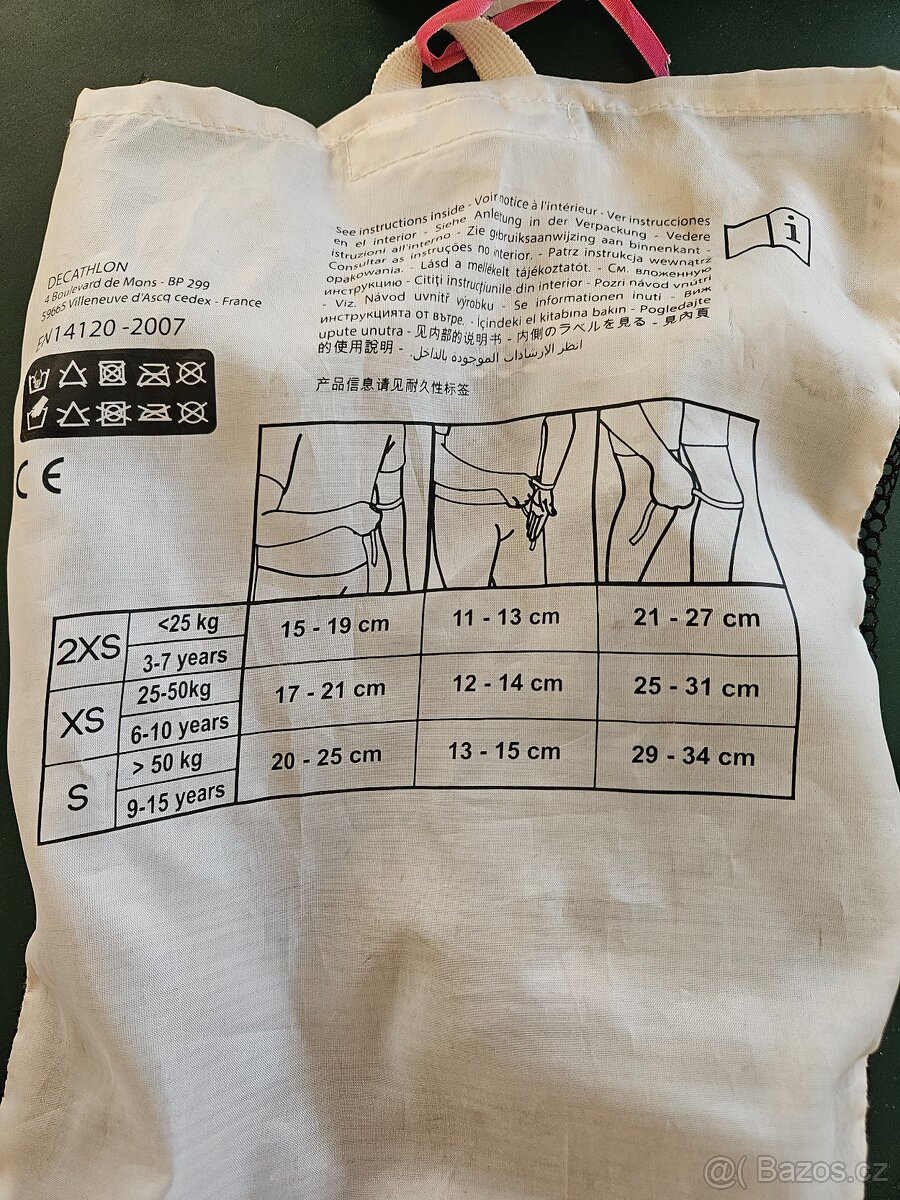 See instructions inside - Voir notice à l'intérieur - Ver instrucciones
en el interior - Siehe Anleitung in der Verpackung - Vedere
istruzioni all'interno - Zie gebruiksaanwijzing aan binnenkant -
Consultar as instruções no interior. - Patrz instrukcja wewnątrz
opakowania. - Lásd a mellékelt tájékoztatót. - См. вложенную
инструкцию - Citiți instrucțiunile din interior - Pozri návod vnútri
- Viz. Návod uvnitř výrobku - Se informationen inuti - Виж
инструкцията от вътре. - İçindeki el kitabına bakın - Pogledajte
upute unutra - 见内部的说明书 - 内側のラベルを見る - 見內頁
的使用說明 - انظر الإرشادات الموجوده بالداخل.
产品信息请见耐久性标签
i
DECATHLON
4 Boulevard de Mons - BP 299
59665 Villeneuve d'Ascq cedex - France
EN14120 -2007
CE
2XS <25 kg 15 - 19 cm 11 - 13 cm 21 - 27 cm
3-7 years
XS 25-50kg 17 - 21 cm 12 - 14 cm 25 - 31 cm
6-10 years
S > 50 kg 20 - 25 cm 13 - 15 cm 29 - 34 cm
9-15 years
@( Bazos.cz